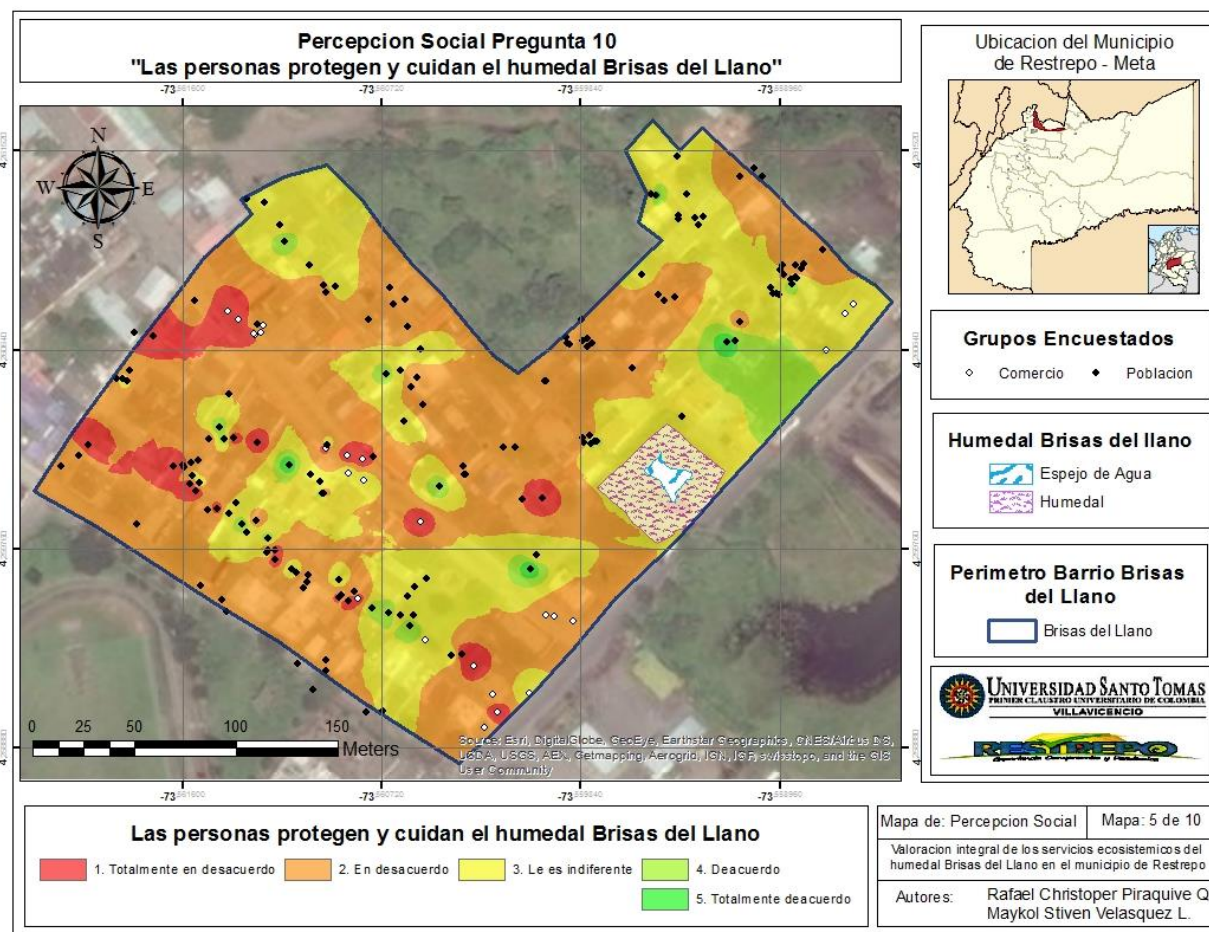 Percepcion Social Pregunta 10
"Las personas protegen y cuidan el humedal Brisas del Llano"
N
W
E
S
0 25 50 100 150
Meters
Source: Esri, DigitalGlobe, GeoEye, Earthstar Geographics, CNES/Airbus DS,
USDA, USGS, AEX, Getmapping, Aerogrid, IGN, IGP, swisstopo, and the GIS
User Community
Las personas protegen y cuidan el humedal Brisas del Llano
1. Totalmente en desacuerdo
2. En desacuerdo
3. Le es indiferente
4. Deacuerdo
5. Totalmente deacuerdo
Ubicacion del Municipio
de Restrepo - Meta
Grupos Encuestados
Comercio
Poblacion
Humedal Brisas del llano
Espejo de Agua
Humedal
Perimetro Barrio Brisas
del Llano
Brisas del Llano
UNIVERSIDAD SANTO TOMAS
PRIMER CLAUSTRO UNIVERSITARIO DE COLOMBIA
VILLAVICENCIO
RESTREPO
Mapa de: Percepcion Social
Mapa: 5 de 10
Valoracion integral de los servicios ecosistemicos del
humedal Brisas del Llano en el municipio de Restrepo
Autores:
Rafael Christoper Piraquive Q
Maykol Stiven Velasquez L.